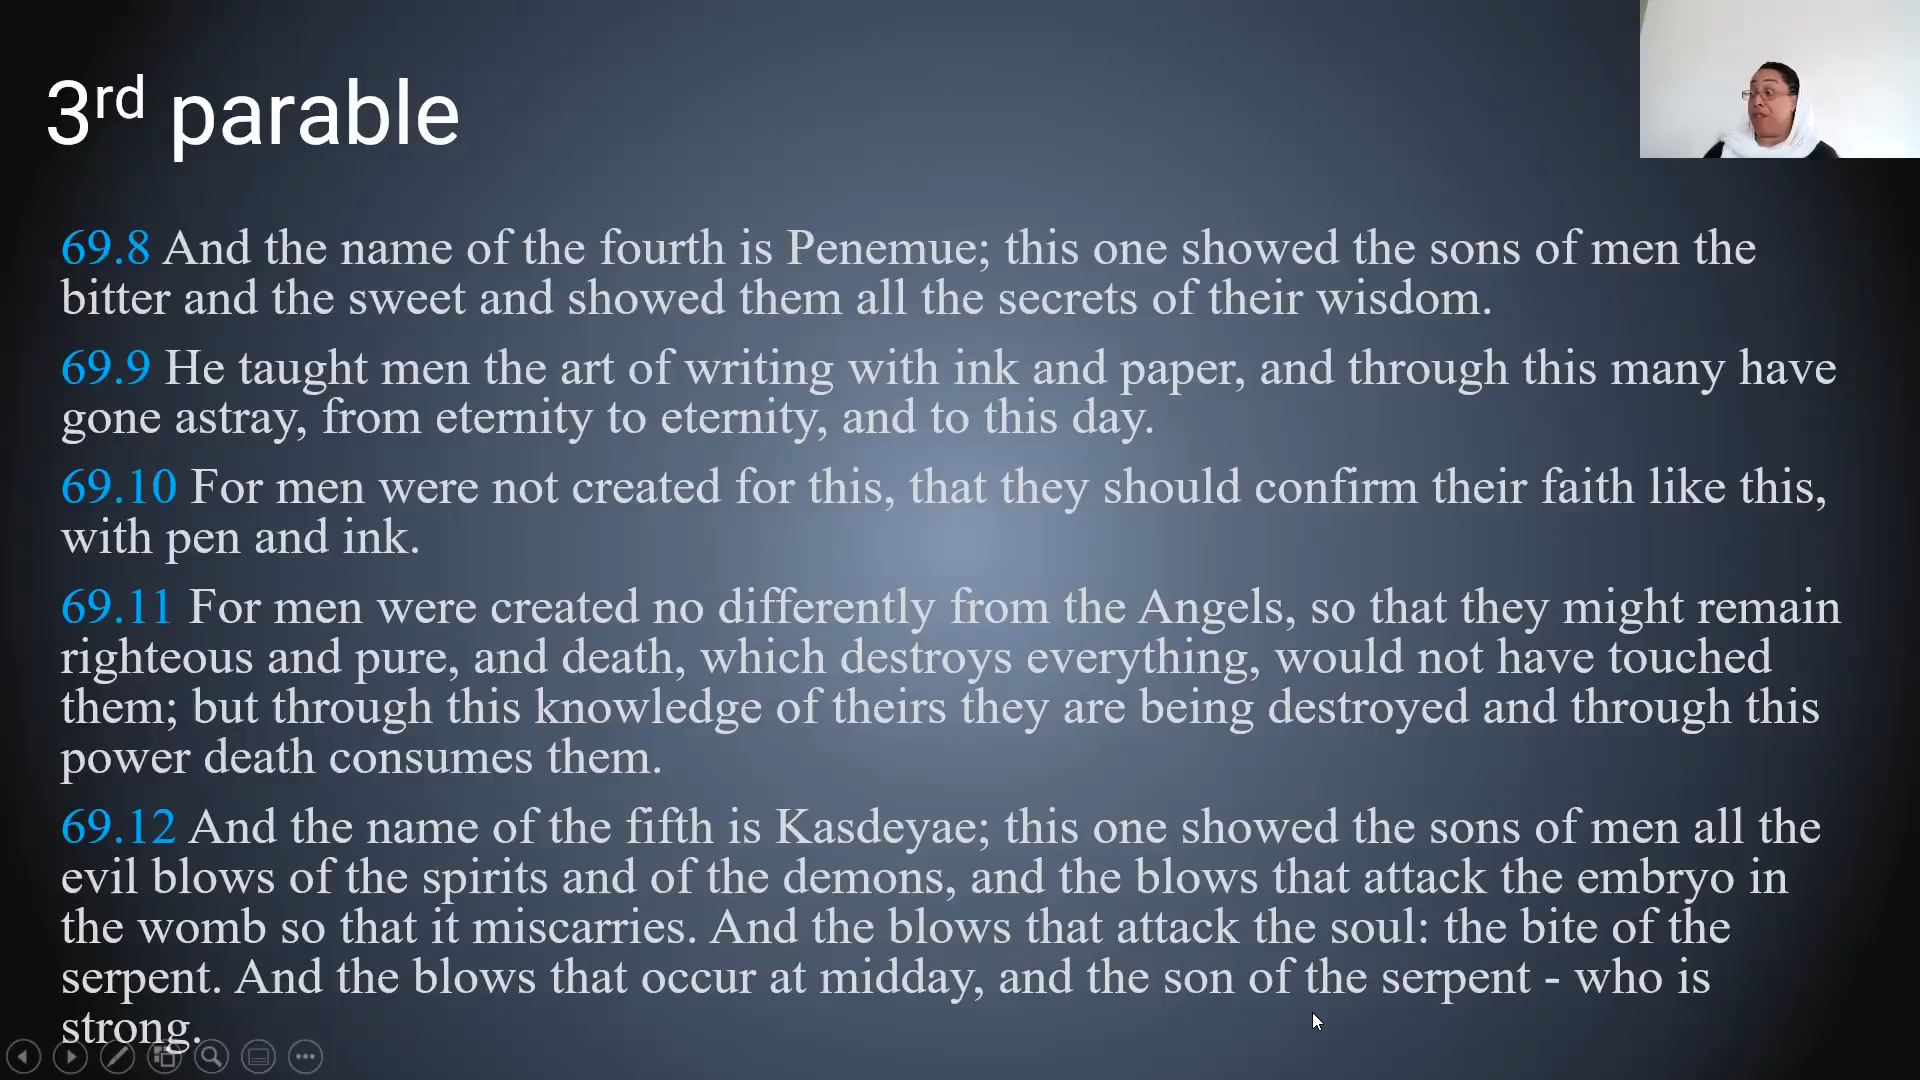 3rd parable
69.8 And the name of the fourth is Penemue; this one showed the sons of men the
bitter and the sweet and showed them all the secrets of their wisdom.
69.9 He taught men the art of writing with ink and paper, and through this many have
gone astray, from eternity to eternity, and to this day.
69.10 For men were not created for this, that they should confirm their faith like this,
with pen and ink.
69.11 For men were created no differently from the Angels, so that they might remain
righteous and pure, and death, which destroys everything, would not have touched
them; but through this knowledge of theirs they are being destroyed and through this
power death consumes them.
69.12 And the name of the fifth is Kasdeyae; this one showed the sons of men all the
evil blows of the spirits and of the demons, and the blows that attack the embryo in
the womb so that it miscarries. And the blows that attack the soul: the bite of the
serpent. And the blows that occur at midday, and the son of the serpent - who is
strong.